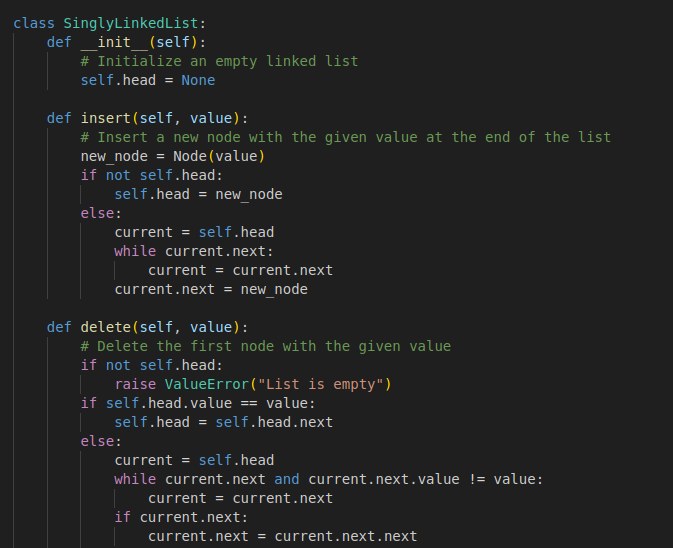 class SinglyLinkedList:
    def __init__(self):
        # Initialize an empty linked list
        self.head = None

    def insert(self, value):
        # Insert a new node with the given value at the end of the list
        new_node = Node(value)
        if not self.head:
            self.head = new_node
        else:
            current = self.head
            while current.next:
                current = current.next
            current.next = new_node

    def delete(self, value):
        # Delete the first node with the given value
        if not self.head:
            raise ValueError("List is empty")
        if self.head.value == value:
            self.head = self.head.next
        else:
            current = self.head
            while current.next and current.next.value != value:
                current = current.next
            if current.next:
                current.next = current.next.next